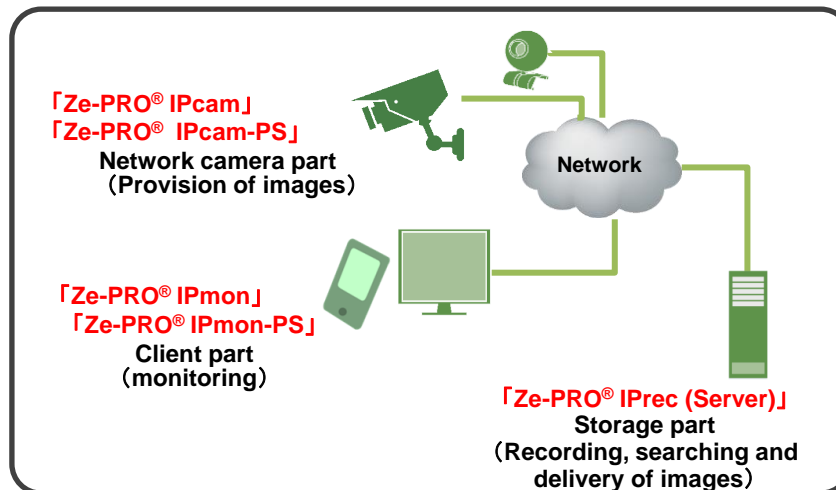 「Ze-PRO® IPcam」
「Ze-PRO® IPcam-PS」
Network camera part
（Provision of images）
Network
「Ze-PRO® IPmon」
「Ze-PRO® IPmon-PS」
Client part
（monitoring）
「Ze-PRO® IPrec (Server)」
Storage part
（Recording, searching and
delivery of images）